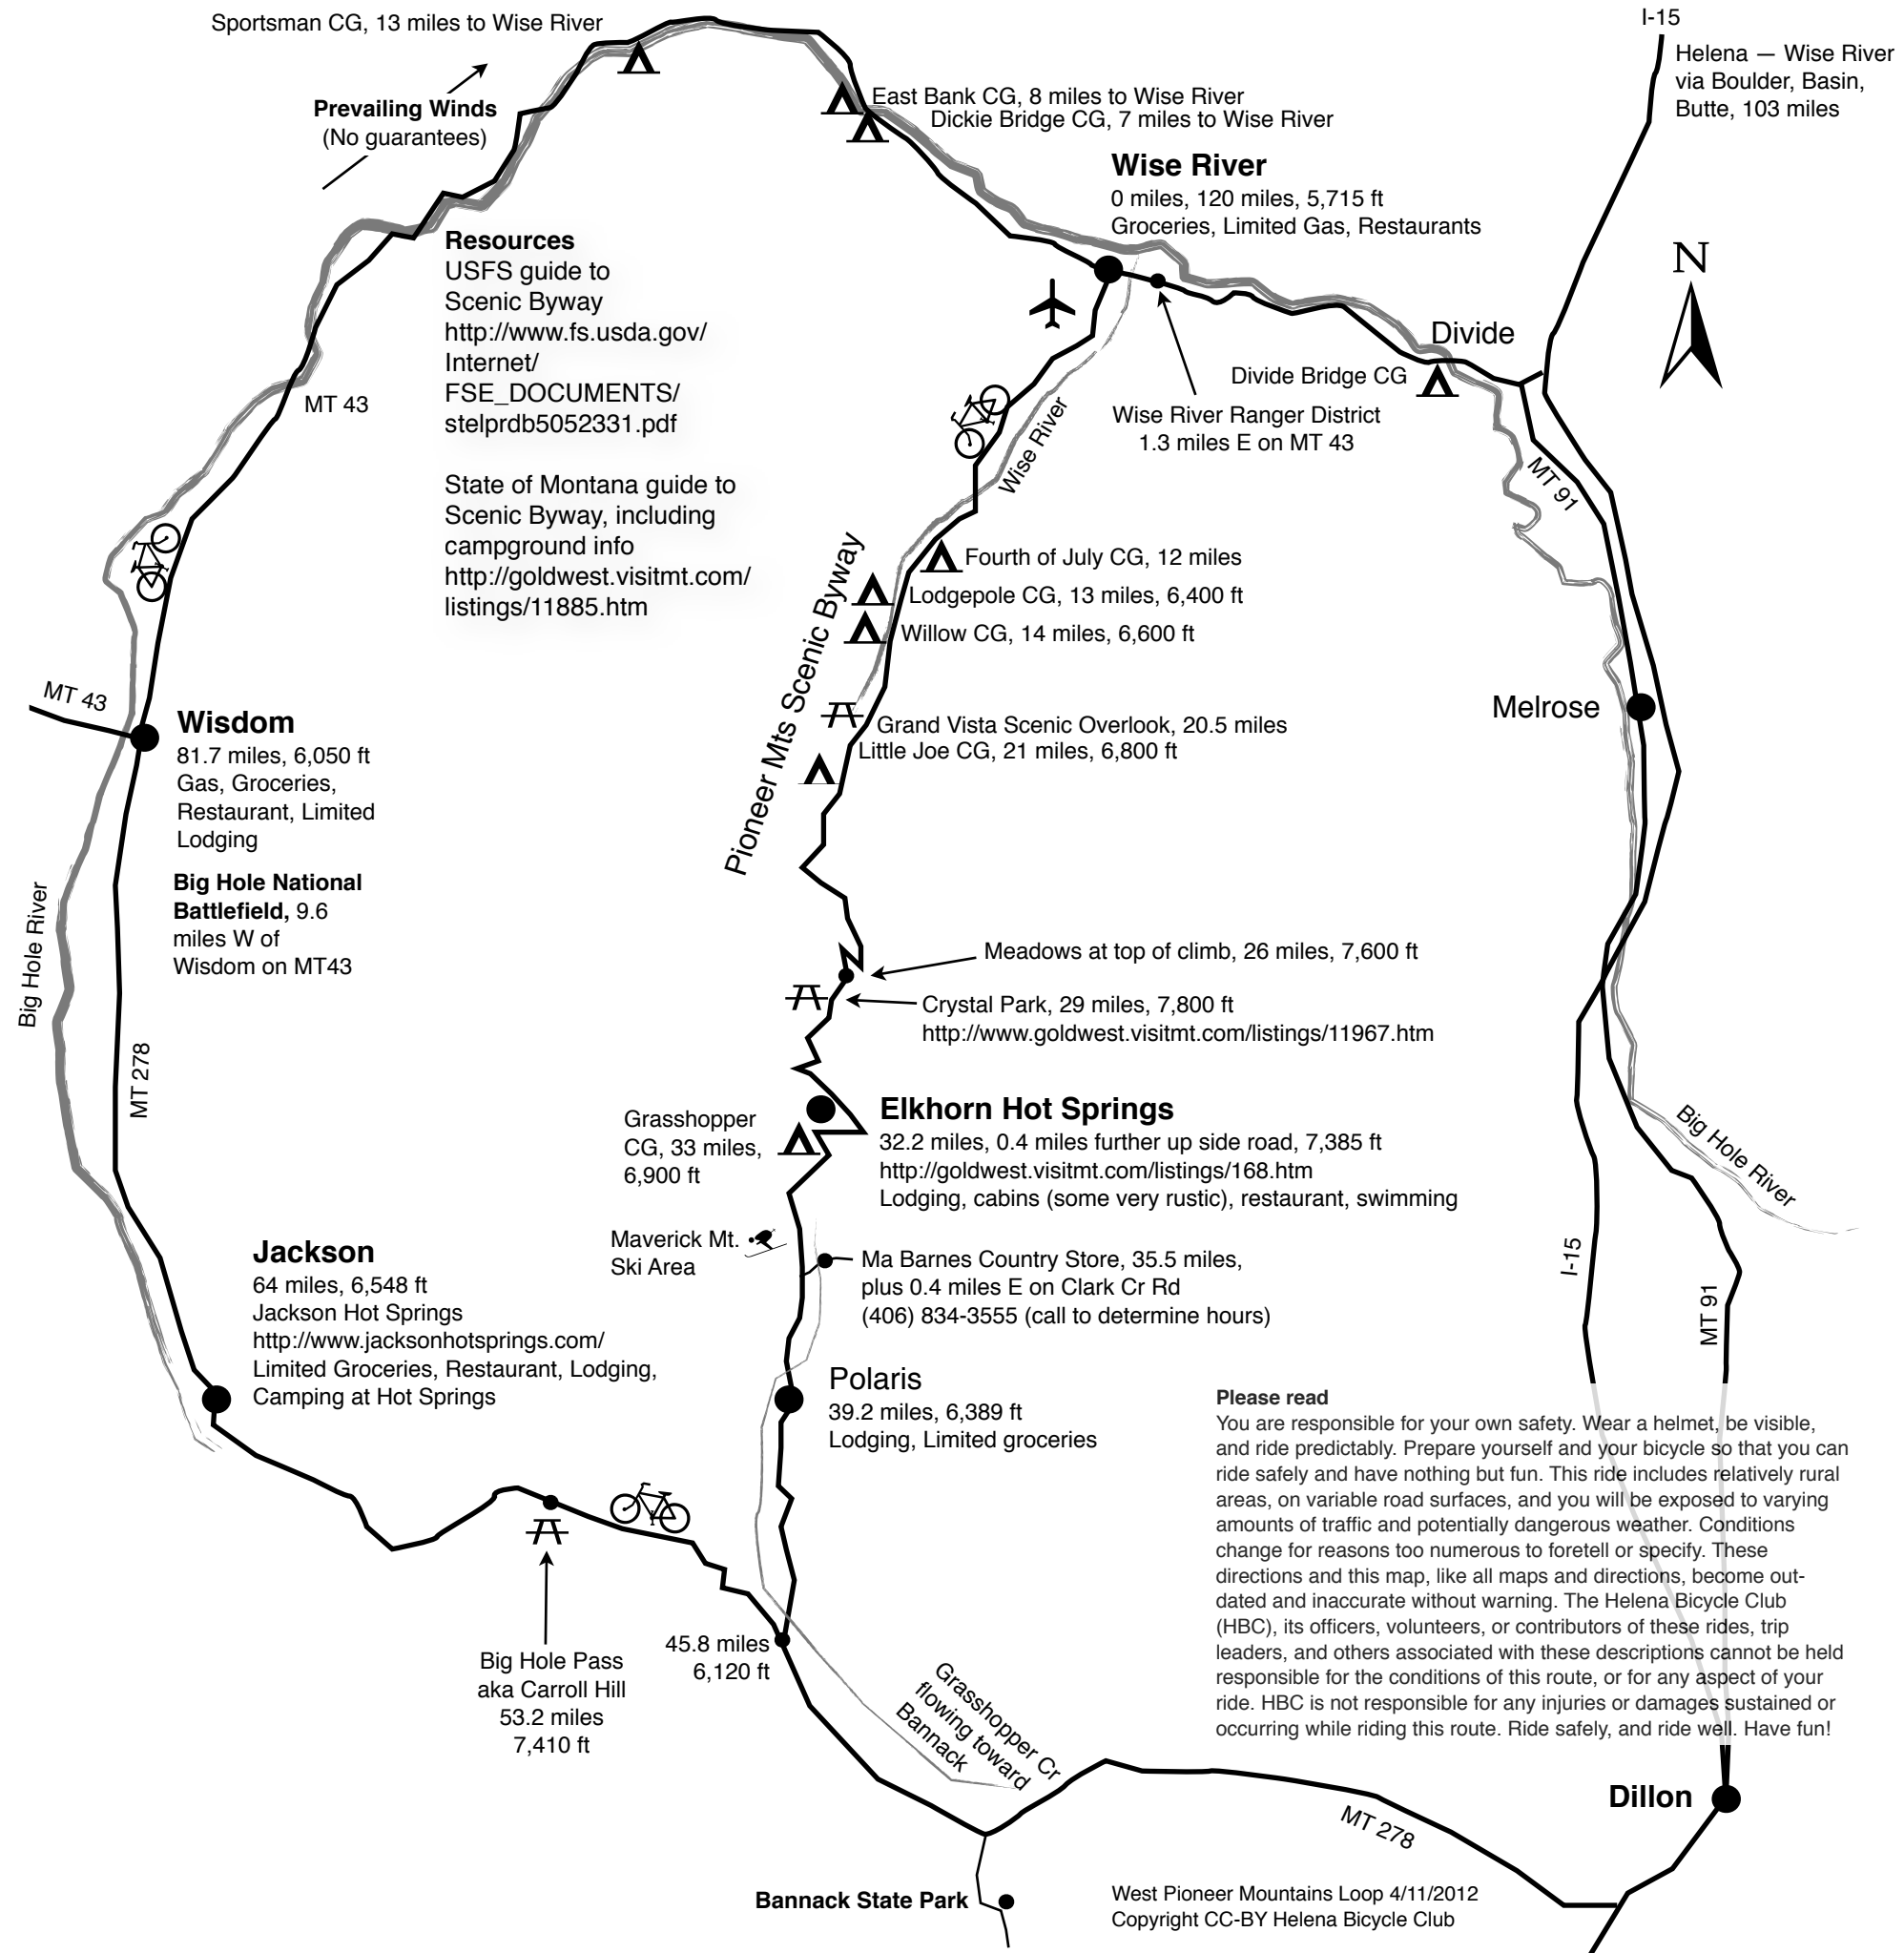 Sportsman CG, 13 miles to Wise River
I-15
Helena — Wise River
via Boulder, Basin,
Butte, 103 miles
Prevailing Winds
(No guarantees)
East Bank CG, 8 miles to Wise River
Dickie Bridge CG, 7 miles to Wise River
Wise River
0 miles, 120 miles, 5,715 ft
Groceries, Limited Gas, Restaurants
N
Resources
USFS guide to
Scenic Byway
http://www.fs.usda.gov/
Internet/
FSE_DOCUMENTS/
stelprdb5052331.pdf
State of Montana guide to
Scenic Byway, including
campground info
http://goldwest.visitmt.com/
listings/11885.htm
MT 43
Divide
Divide Bridge CG
Wise River Ranger District
1.3 miles E on MT 43
Wise River
MT 91
Pioneer Mts Scenic Byway
Fourth of July CG, 12 miles
Lodgepole CG, 13 miles, 6,400 ft
Willow CG, 14 miles, 6,600 ft
MT 43
Wisdom
81.7 miles, 6,050 ft
Gas, Groceries,
Restaurant, Limited
Lodging
Melrose
Grand Vista Scenic Overlook, 20.5 miles
Little Joe CG, 21 miles, 6,800 ft
Big Hole National
Battlefield, 9.6
miles W of
Wisdom on MT43
Big Hole River
Meadows at top of climb, 26 miles, 7,600 ft
Crystal Park, 29 miles, 7,800 ft
http://www.goldwest.visitmt.com/listings/11967.htm
MT 278
Grasshopper
CG, 33 miles,
6,900 ft
Elkhorn Hot Springs
32.2 miles, 0.4 miles further up side road, 7,385 ft
http://goldwest.visitmt.com/listings/168.htm
Lodging, cabins (some very rustic), restaurant, swimming
Big Hole River
Maverick Mt.
Ski Area
Ma Barnes Country Store, 35.5 miles,
plus 0.4 miles E on Clark Cr Rd
(406) 834-3555 (call to determine hours)
I-15
MT 91
Jackson
64 miles, 6,548 ft
Jackson Hot Springs
http://www.jacksonhotsprings.com/
Limited Groceries, Restaurant, Lodging,
Camping at Hot Springs
Polaris
39.2 miles, 6,389 ft
Lodging, Limited groceries
Please read
You are responsible for your own safety. Wear a helmet, be visible,
and ride predictably. Prepare yourself and your bicycle so that you can
ride safely and have nothing but fun. This ride includes relatively rural
areas, on variable road surfaces, and you will be exposed to varying
amounts of traffic and potentially dangerous weather. Conditions
change for reasons too numerous to foretell or specify. These
directions and this map, like all maps and directions, become out-
dated and inaccurate without warning. The Helena Bicycle Club
(HBC), its officers, volunteers, or contributors of these rides, trip
leaders, and others associated with these descriptions cannot be held
responsible for the conditions of this route, or for any aspect of your
ride. HBC is not responsible for any injuries or damages sustained or
occurring while riding this route. Ride safely, and ride well. Have fun!
Big Hole Pass
aka Carroll Hill
53.2 miles
7,410 ft
45.8 miles
6,120 ft
Grasshopper Cr
flowing toward
Bannack
Dillon
MT 278
Bannack State Park
West Pioneer Mountains Loop 4/11/2012
Copyright CC-BY Helena Bicycle Club